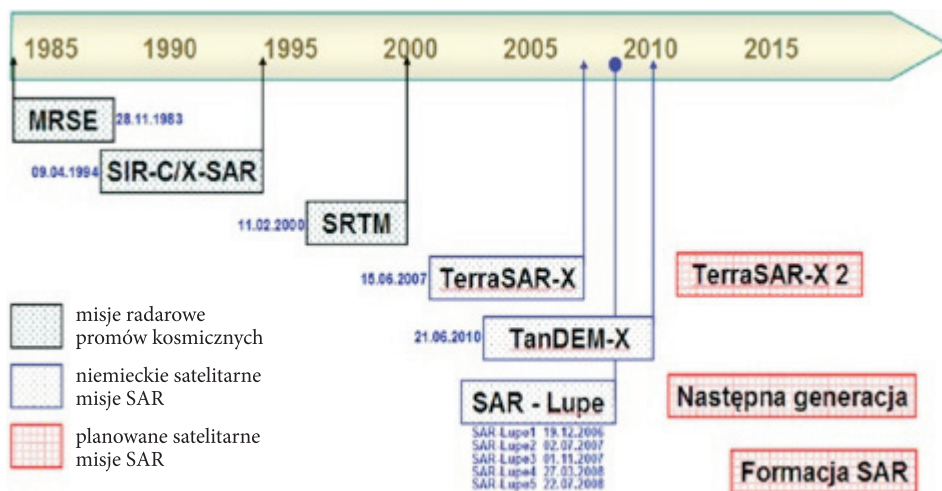 1985 1990 1995 2000 2005 2010 2015
MRSE 28.11.1983
09.04.1994 SIR-C/X-SAR
11.02.2000 SRTM
15.06.2007 TerraSAR-X
TerraSAR-X 2
21.06.2010 TanDEM-X
SAR - Lupe
Następna generacja
SAR-Lupe1 19.12.2006
SAR-Lupe2 02.07.2007
SAR-Lupe3 01.11.2007
SAR-Lupe4 27.03.2008
SAR-Lupe5 22.07.2008
Formacja SAR
misje radarowe
promów kosmicznych
niemieckie satelitarne
misje SAR
planowane satelitarne
misje SAR